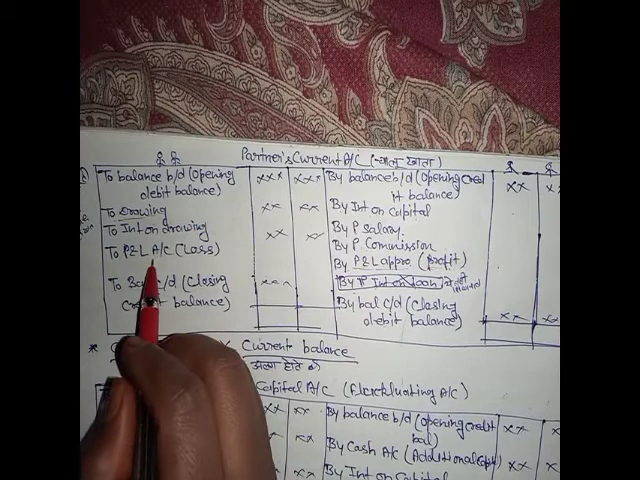 Partner's Current A/C (चालू खाता)
To balance b/d (Opening debit balance) xxx xxx
By balance b/d (Opening Credit balance) xx
To Drawing xx xx
By Int on Capital
To Int on drawing xx xx
By P Salary
To P&L A/C (Loss)
By P. Commission
By P&L appro (profit)
To Bal c/d (Closing Credit balance) xxx
By P Int on loan
By bal c/d (Closing debit balance) xx xx
* Current balance
Capital A/C
By balance b/d (Opening credit bal) xx xx
By Cash A/C (Additional
By Int on Capital